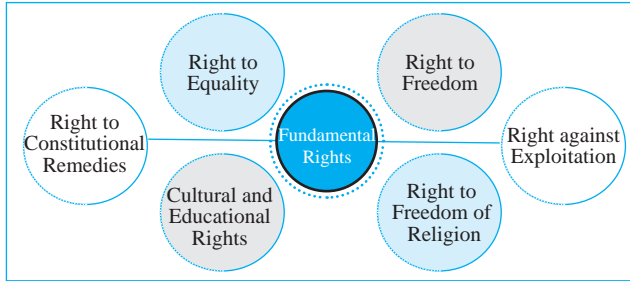 Right to
Equality
Right to
Freedom
Right to
Constitutional
Remedies
Fundamental
Rights
Right against
Exploitation
Cultural and
Educational
Rights
Right to
Freedom of
Religion